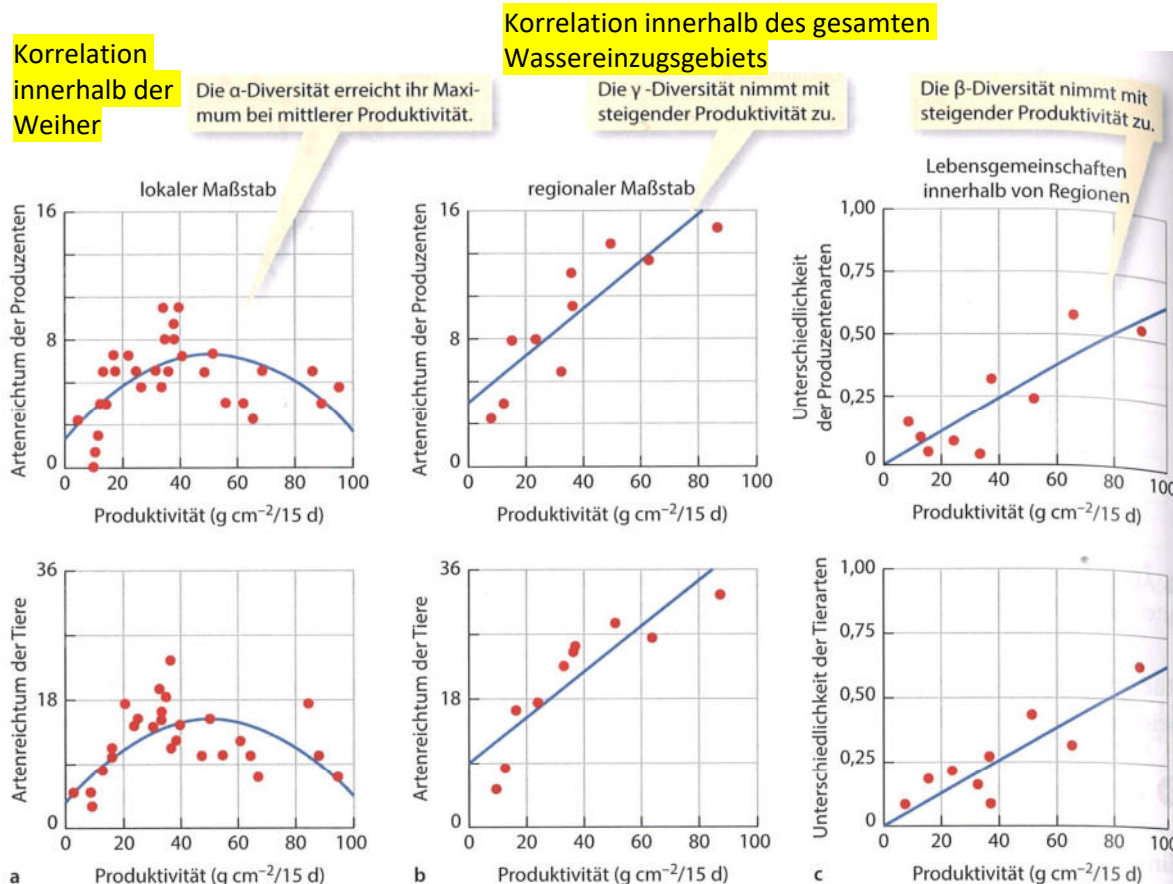 Korrelation
innerhalb der
Weiher
Korrelation innerhalb des gesamten
Wassereinzugsgebiets
Die α-Diversität erreicht ihr Maxi-
mum bei mittlerer Produktivität.
Die γ -Diversität nimmt mit
steigender Produktivität zu.
Die β-Diversität nimmt mit
steigender Produktivität zu.
lokaler Maßstab
Artenreichtum der Produzenten
16
8
0
0 20 40 60 80 100
Produktivität (g cm⁻²/15 d)
regionaler Maßstab
Artenreichtum der Produzenten
16
8
0
0 20 40 60 80 100
Produktivität (g cm⁻²/15 d)
Lebensgemeinschaften
innerhalb von Regionen
Unterschiedlichkeit
der Produzentenarten
1,00
0,75
0,50
0,25
0
0 20 40 60 80 100
Produktivität (g cm⁻²/15 d)
Artenreichtum der Tiere
36
18
0
0 20 40 60 80 100
a Produktivität (g cm⁻²/15 d)
Artenreichtum der Tiere
36
18
0
0 20 40 60 80 100
b Produktivität (g cm⁻²/15 d)
Unterschiedlichkeit der Tierarten
1,00
0,75
0,50
0,25
0
0 20 40 60 80 100
c Produktivität (g cm⁻²/15 d)